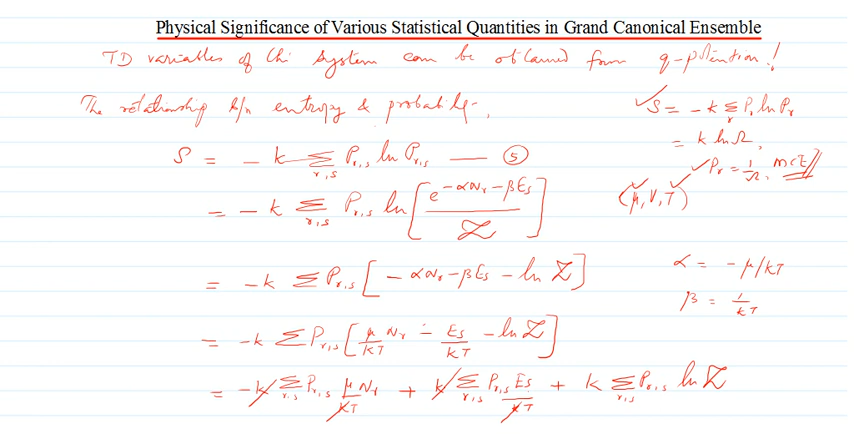 Physical Significance of Various Statistical Quantities in Grand Canonical Ensemble
TD variables of the system can be obtained from q-potential!
The relationship b/n entropy & probability,
✓S = - k Σ_r P_r ln P_r
= k ln Ω,
✓P_r = 1/Ω, MCE//
S = - k Σ_{r,s} P_{r,s} ln P_{r,s} — ⑤
(μ, V, T)
= - k Σ_{r,s} P_{r,s} ln [ e^{-αN_r - βE_s} / Z ]
= - k Σ P_{r,s} [ - αN_r - βE_s - ln Z ]
α = - μ/kT
β = 1/kT
= - k Σ P_{r,s} [ μ/kT N_r - E_s/kT - ln Z ]
= - k Σ_{r,s} P_{r,s} μN_r/kT + k Σ_{r,s} P_{r,s} E_s/kT + k Σ_{r,s} P_{r,s} ln Z